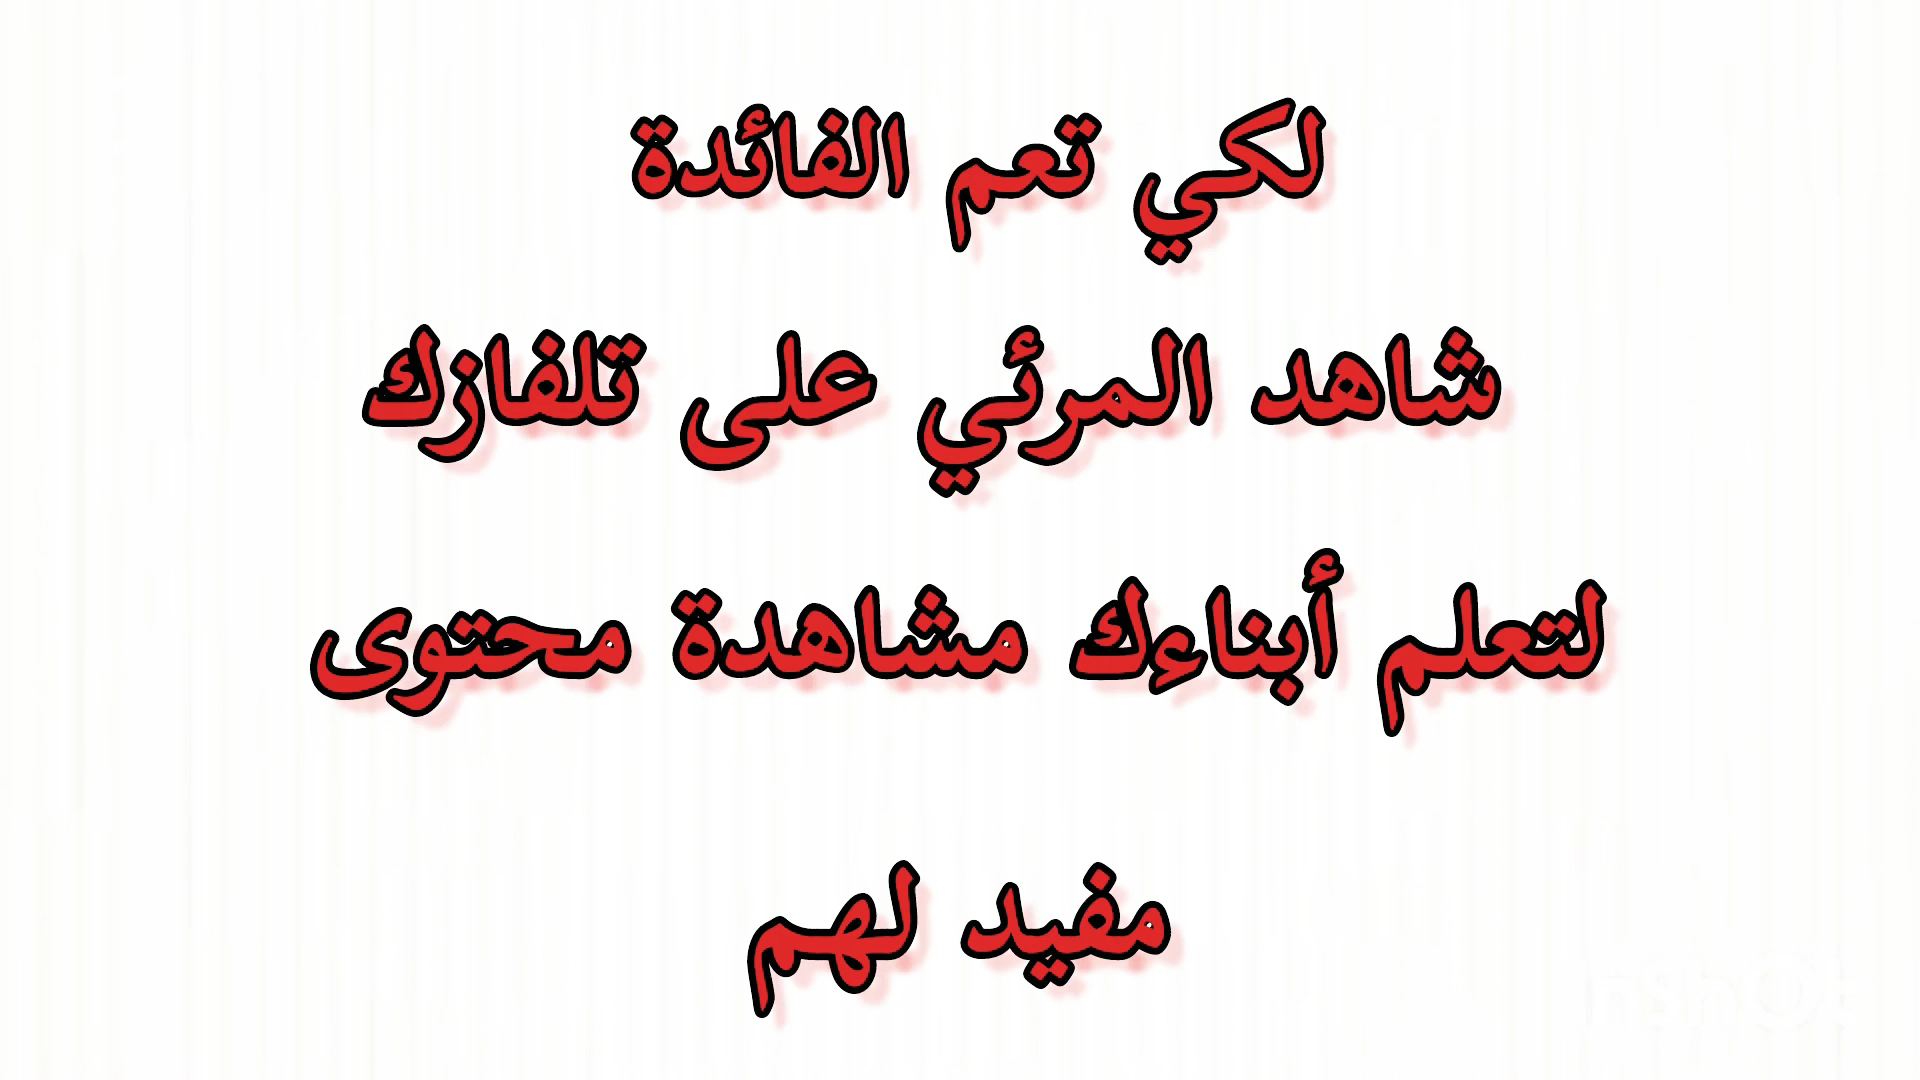 لكي تعم الفائدة
شاهد المرئي على تلفازك
لتعلم أبناءك مشاهدة محتوى
مفيد لهم